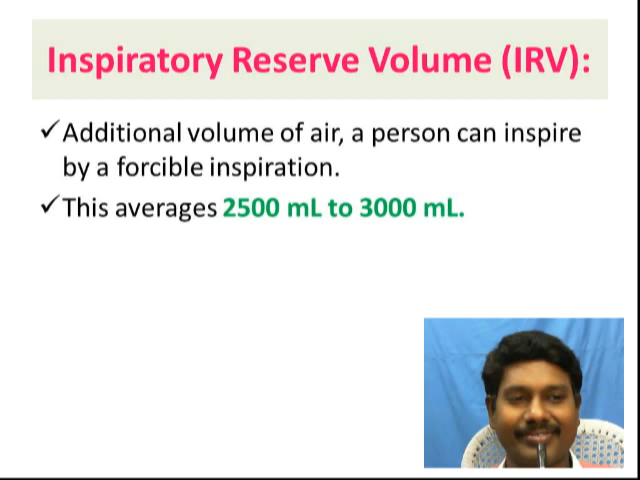 Inspiratory Reserve Volume (IRV):
✓Additional volume of air, a person can inspire
by a forcible inspiration.
✓This averages 2500 mL to 3000 mL.